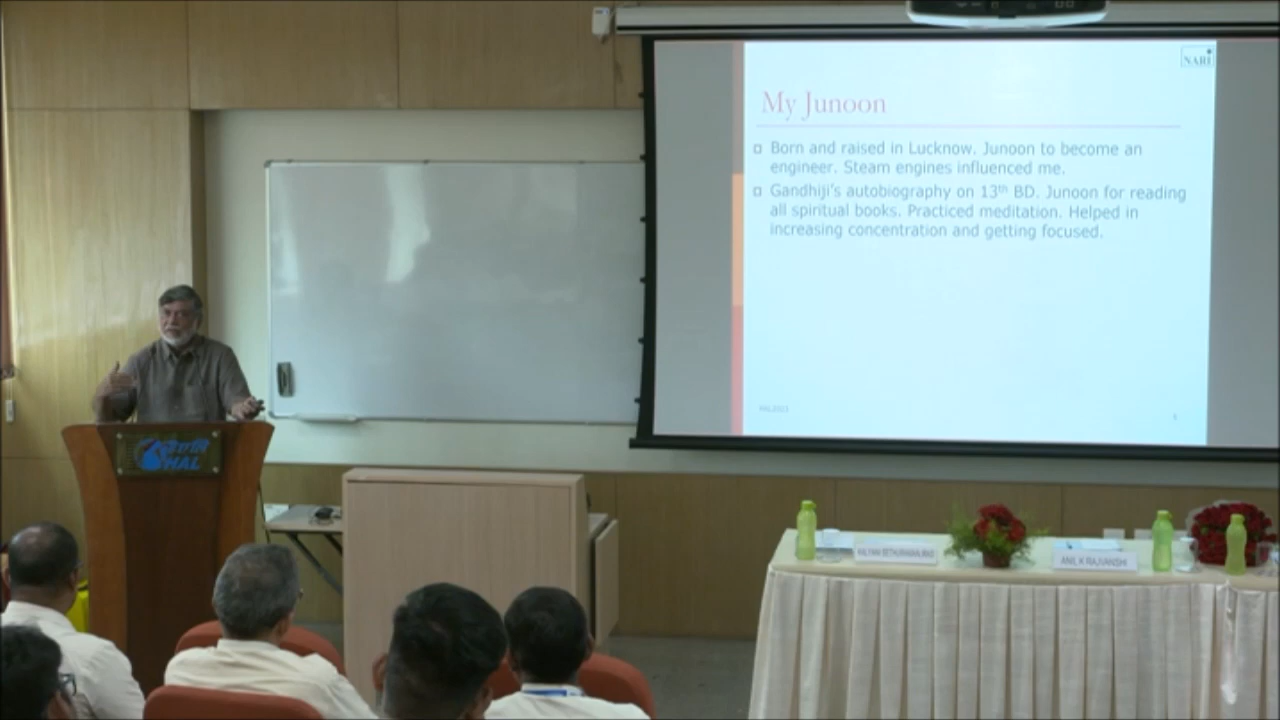 NARI
My Junoon
Born and raised in Lucknow. Junoon to become an
engineer. Steam engines influenced me.
Gandhiji's autobiography on 13th BD. Junoon for reading
all spiritual books. Practiced meditation. Helped in
increasing concentration and getting focused.
एचएएल
HAL
ANIL K RAJVANSHI